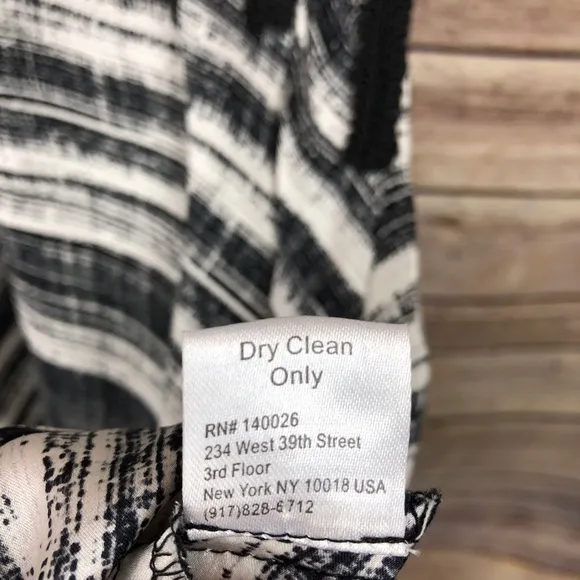 Dry Clean
Only
RN# 140026
234 West 39th Street
3rd Floor
New York NY 10018 USA
(917)828-6712